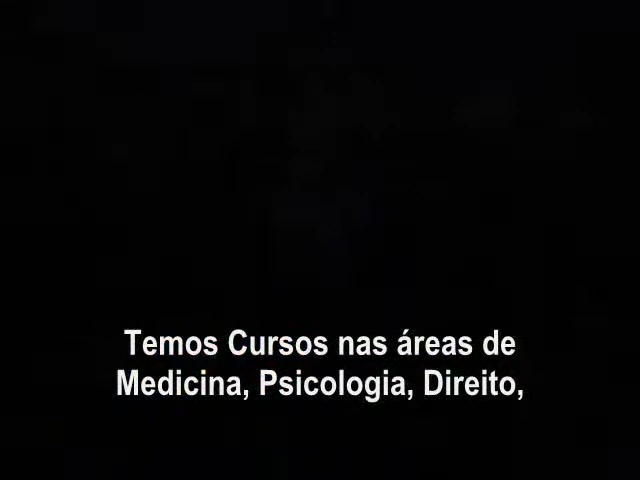 Temos Cursos nas áreas de
Medicina, Psicologia, Direito,